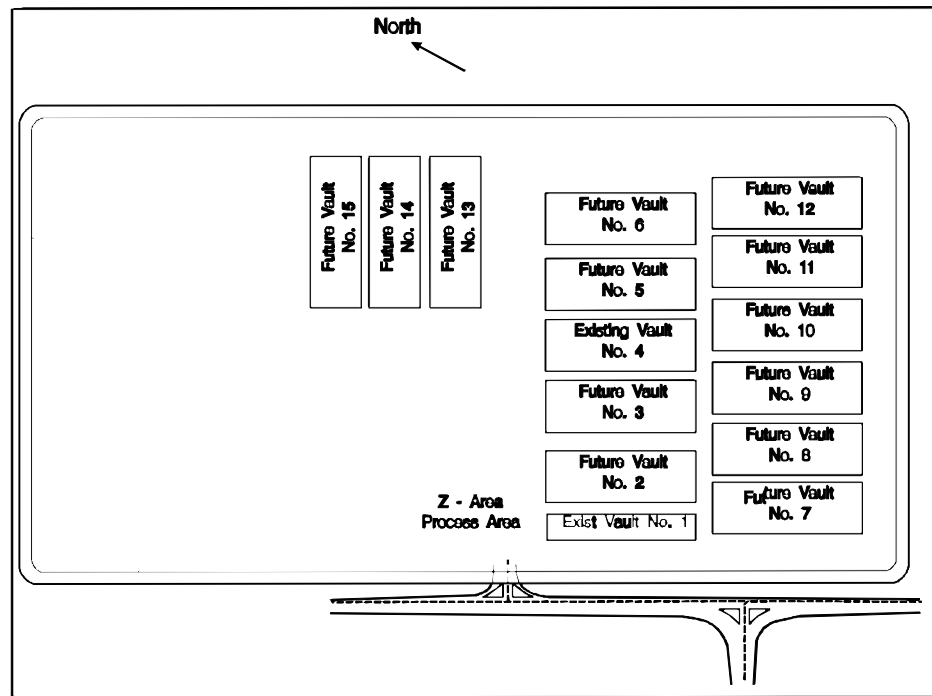 North
Future Vault
No. 15
Future Vault
No. 14
Future Vault
No. 13
Future Vault
No. 6
Future Vault
No. 5
Existing Vault
No. 4
Future Vault
No. 3
Future Vault
No. 2
Exist Vault No. 1
Future Vault
No. 12
Future Vault
No. 11
Future Vault
No. 10
Future Vault
No. 9
Future Vault
No. 8
Future Vault
No. 7
Z - Area
Process Area